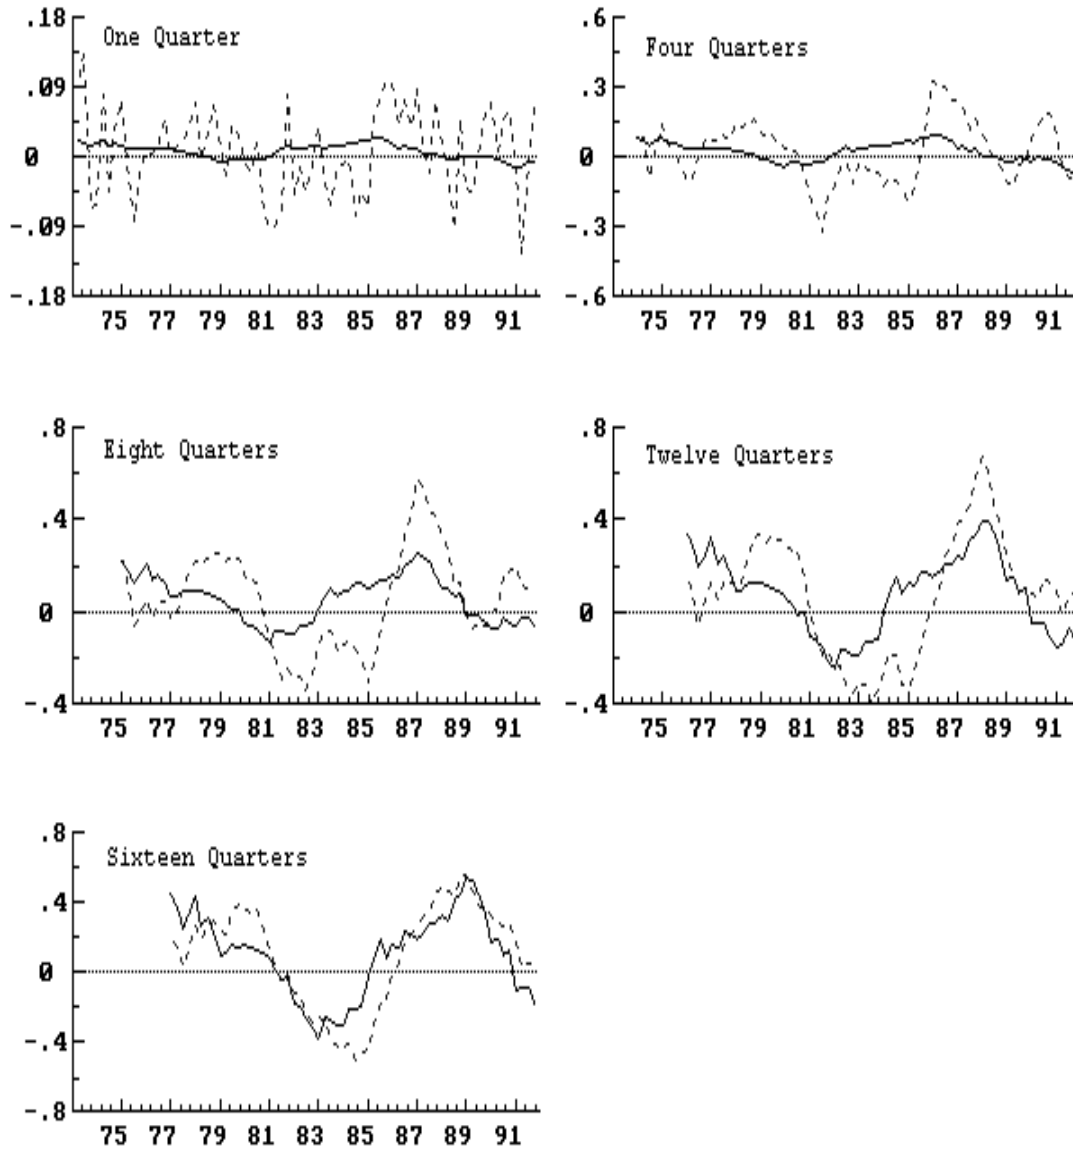 .18
One Quarter
.09
0
-.09
-.18
75 77 79 81 83 85 87 89 91
.6
Four Quarters
.3
0
-.3
-.6
75 77 79 81 83 85 87 89 91
.8
Eight Quarters
.4
0
-.4
75 77 79 81 83 85 87 89 91
.8
Twelve Quarters
.4
0
-.4
75 77 79 81 83 85 87 89 91
.8
Sixteen Quarters
.4
0
-.4
-.8
75 77 79 81 83 85 87 89 91